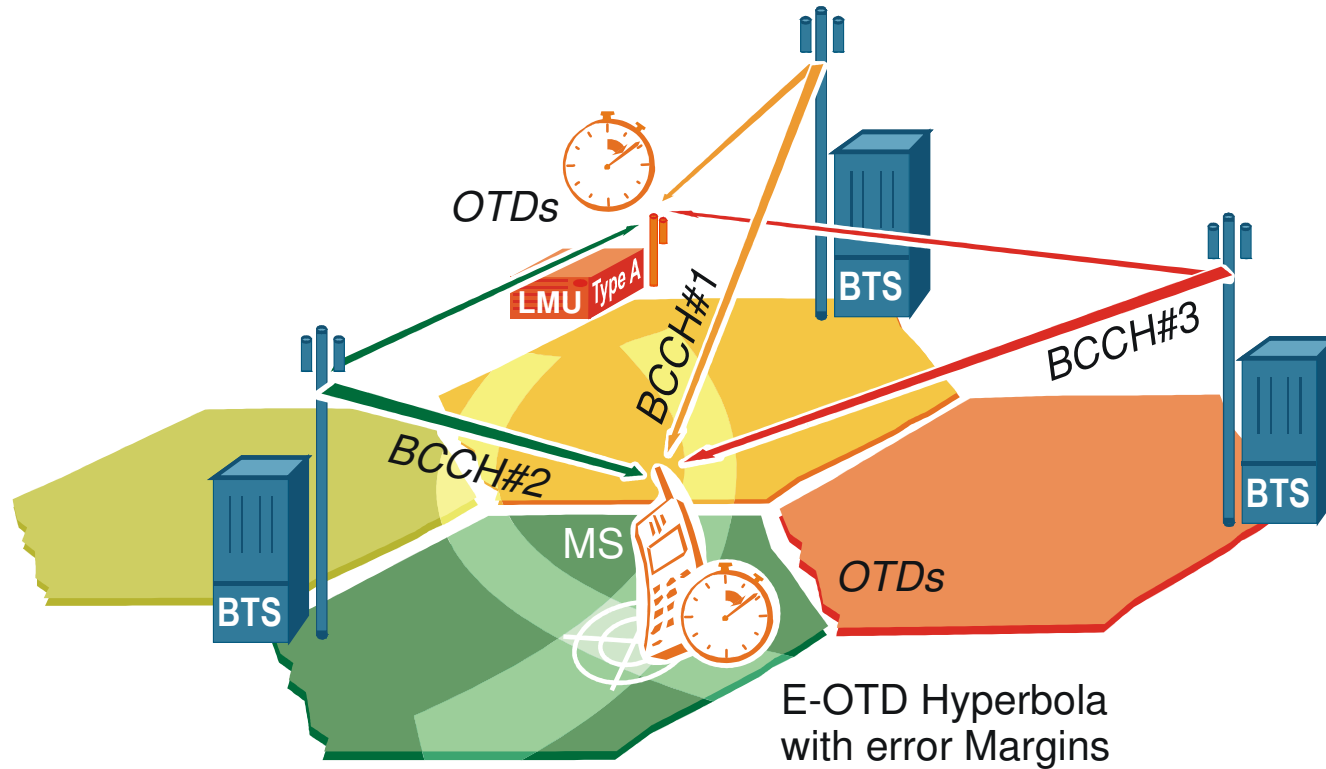 OTDs
BTS
LMU Type A
BCCH#1
BCCH#3
BCCH#2
BTS
MS
OTDs
BTS
E-OTD Hyperbola
with error Margins